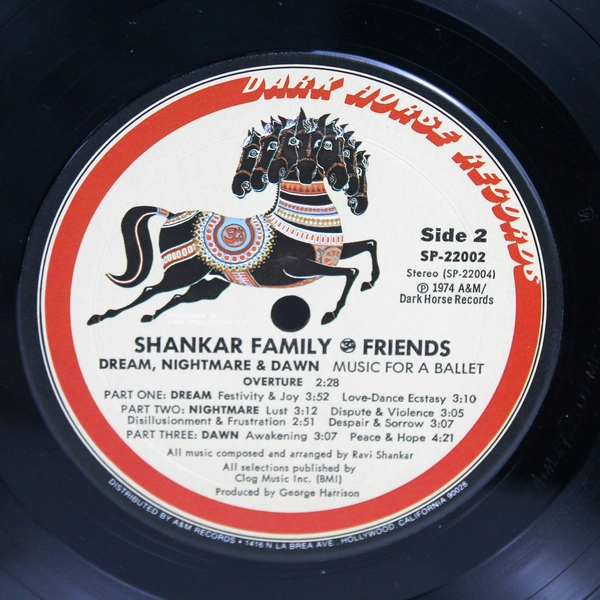 DARK HORSE RECORDS
Side 2
SP-22002
Stereo (SP-22004)
℗ 1974 A&M/
Dark Horse Records
SHANKAR FAMILY ॐ FRIENDS
DREAM, NIGHTMARE & DAWN MUSIC FOR A BALLET
OVERTURE 2:28
PART ONE: DREAM Festivity & Joy 3:52 Love-Dance Ecstasy 3:10
PART TWO: NIGHTMARE Lust 3:12 Dispute & Violence 3:05
Disillusionment & Frustration 2:51 Despair & Sorrow 3:07
PART THREE: DAWN Awakening 3:07 Peace & Hope 4:21
All music composed and arranged by Ravi Shankar
All selections published by
Clog Music Inc. (BMI)
Produced by George Harrison
DISTRIBUTED BY A&M RECORDS • 1416 N LA BREA AVE., HOLLYWOOD, CALIFORNIA 90028